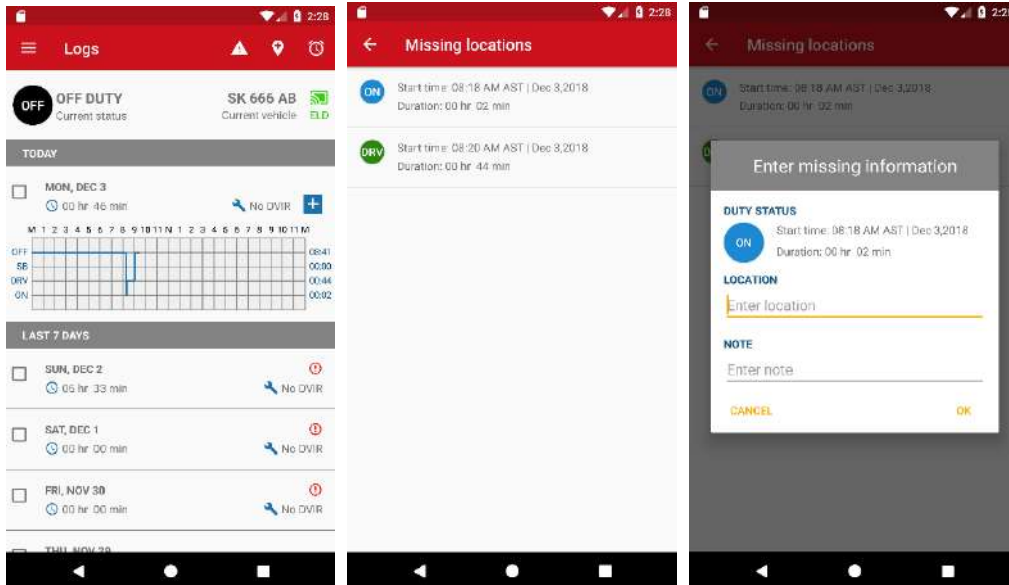 2:28
Logs
OFF
OFF DUTY
Current status
SK 666 AB
Current vehicle
ELD
TODAY
MON, DEC 3
00 hr 46 min
No DVIR
M 1 2 3 4 5 6 7 8 9 10 11 N 1 2 3 4 5 6 7 8 9 10 11 M
OFF 08:41
SB 00:00
DRV 00:44
ON 00:02
LAST 7 DAYS
SUN, DEC 2
05 hr 33 min
No DVIR
SAT, DEC 1
00 hr 00 min
No DVIR
FRI, NOV 30
00 hr 00 min
No DVIR
THU, NOV 29
2:28
Missing locations
ON
Start time: 08:18 AM AST | Dec 3,2018
Duration: 00 hr 02 min
DRV
Start time: 08:20 AM AST | Dec 3,2018
Duration: 00 hr 44 min
2:28
Missing locations
ON
Start time: 08:18 AM AST | Dec 3,2018
Duration: 00 hr 02 min
Enter missing information
DUTY STATUS
ON
Start time: 08:18 AM AST | Dec 3,2018
Duration: 00 hr 02 min
LOCATION
Enter location
NOTE
Enter note
CANCEL
OK